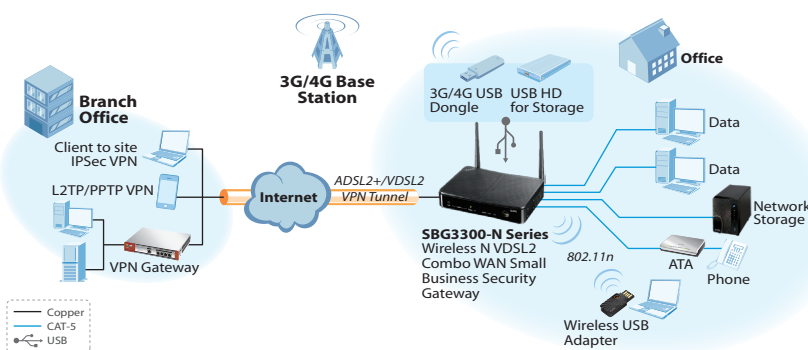 3G/4G Base
Station
Branch
Office
Client to site
IPSec VPN
L2TP/PPTP VPN
VPN Gateway
Internet
ADSL2+/VDSL2
VPN Tunnel
3G/4G USB
Dongle
USB HD
for Storage
Office
Data
Data
Network
Storage
SBG3300-N Series
Wireless N VDSL2
Combo WAN Small
Business Security
Gateway
802.11n
ATA
Phone
Wireless USB
Adapter
Copper
CAT-5
USB